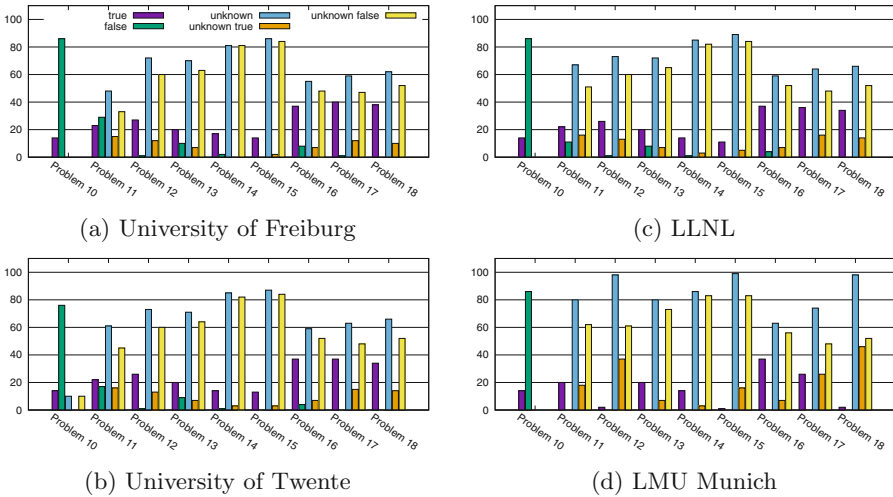 true
false
unknown
unknown true
unknown false
100
80
60
40
20
0
Problem 10
Problem 11
Problem 12
Problem 13
Problem 14
Problem 15
Problem 16
Problem 17
Problem 18
(a) University of Freiburg
100
80
60
40
20
0
Problem 10
Problem 11
Problem 12
Problem 13
Problem 14
Problem 15
Problem 16
Problem 17
Problem 18
(c) LLNL
100
80
60
40
20
0
Problem 10
Problem 11
Problem 12
Problem 13
Problem 14
Problem 15
Problem 16
Problem 17
Problem 18
(b) University of Twente
100
80
60
40
20
0
Problem 10
Problem 11
Problem 12
Problem 13
Problem 14
Problem 15
Problem 16
Problem 17
Problem 18
(d) LMU Munich